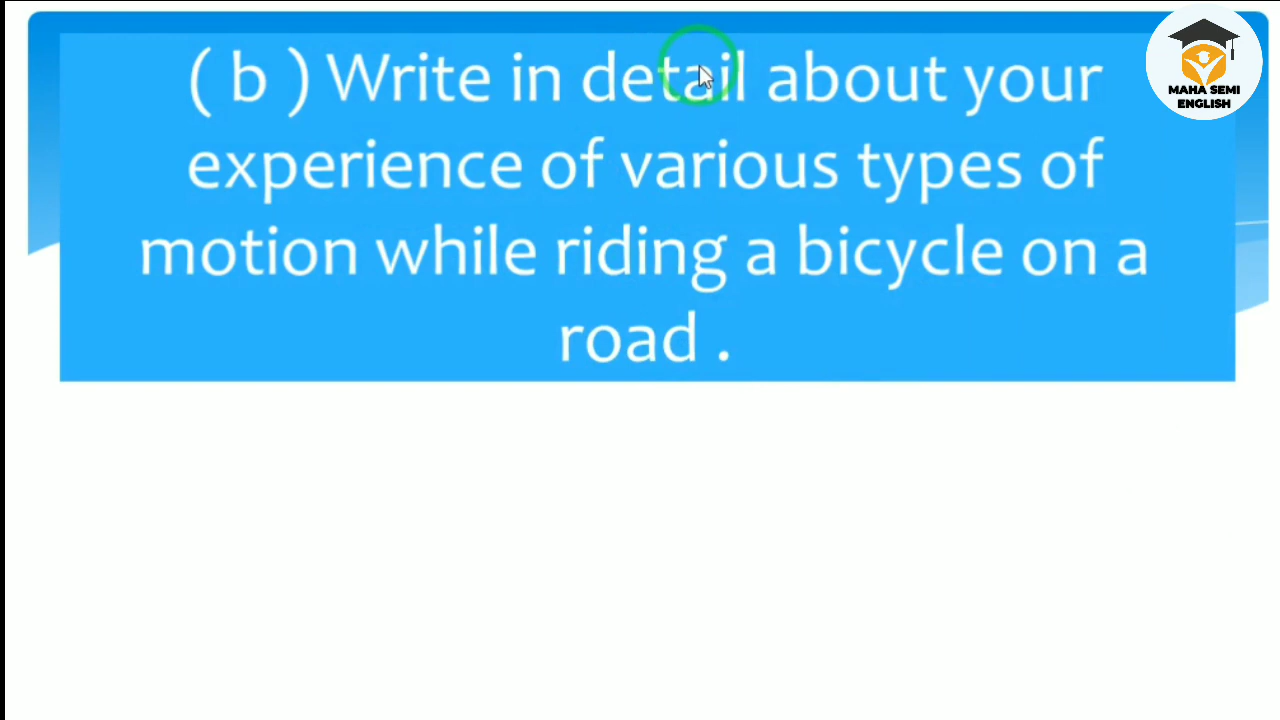 ( b ) Write in detail about your
experience of various types of
motion while riding a bicycle on a
road .
MAHA SEMI
ENGLISH